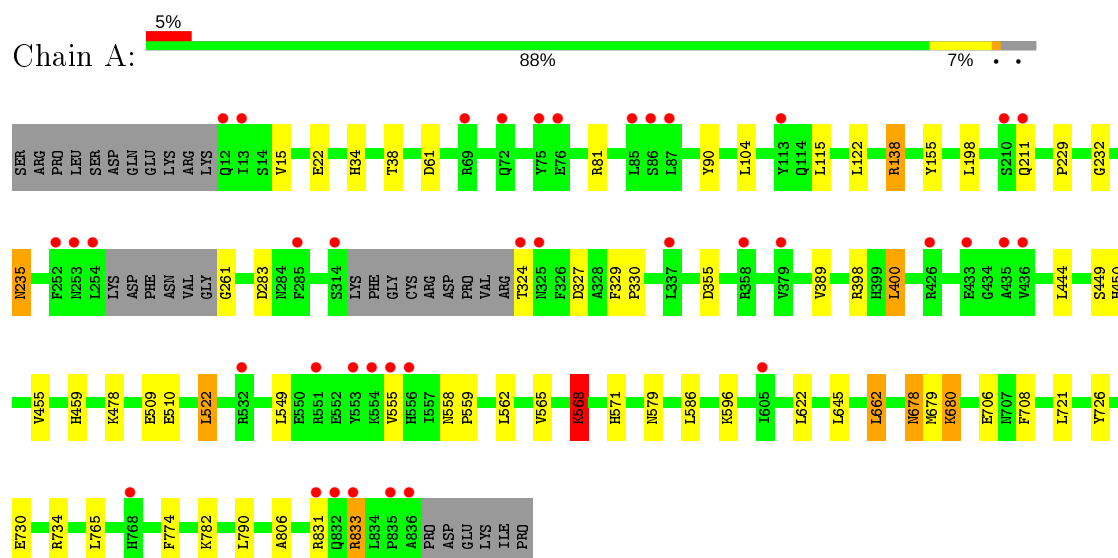 5%
Chain A:
88% 7% • •
SER ARG PRO LEU SER ASP GLN GLU LYS ARG LYS Q12 I13 S14 V15 E22 H34 T38 D61 R69 Q72 Y75 E76 R81 L85 S86 L87 Y90 L104 Y113 Q114 L115 L122 R138 Y155 L198 S210 Q211 P229 G232
N235 F252 N253 L254 LYS ASP PHE ASN VAL GLY G261 D283 N284 F285 S314 LYS PHE GLY CYS ARG ASP PRO VAL ARG T324 N325 F326 D327 A328 F329 P330 L337 D355 R358 V379 V389 R398 H399 L400 R426 E433 G434 A435 V436 L444 S449 H450
V455 H459 K478 E509 E510 L522 R532 L549 E550 R551 E552 Y553 K554 V555 H556 I557 N558 P559 L562 V565 K568 H571 N579 L586 K596 I605 L622 L645 L662 N678 M679 K680 E706 N707 F708 L721 Y726
E730 R734 L765 H768 F774 K782 L790 A806 R831 Q832 R833 L834 P835 A836 PRO ASP GLU LYS ILE PRO